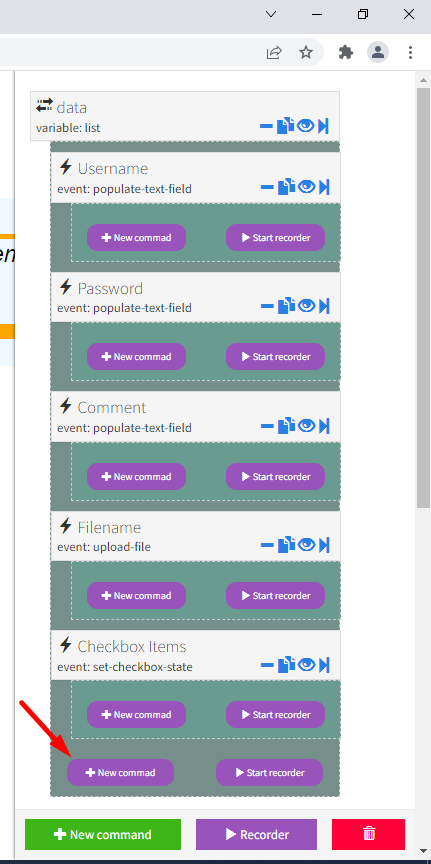 data
variable: list
Username
event: populate-text-field
New commad
Start recorder
en
Password
event: populate-text-field
New commad
Start recorder
Comment
event: populate-text-field
New commad
Start recorder
Filename
event: upload-file
New commad
Start recorder
Checkbox Items
event: set-checkbox-state
New commad
Start recorder
New commad
Start recorder
New command
Recorder